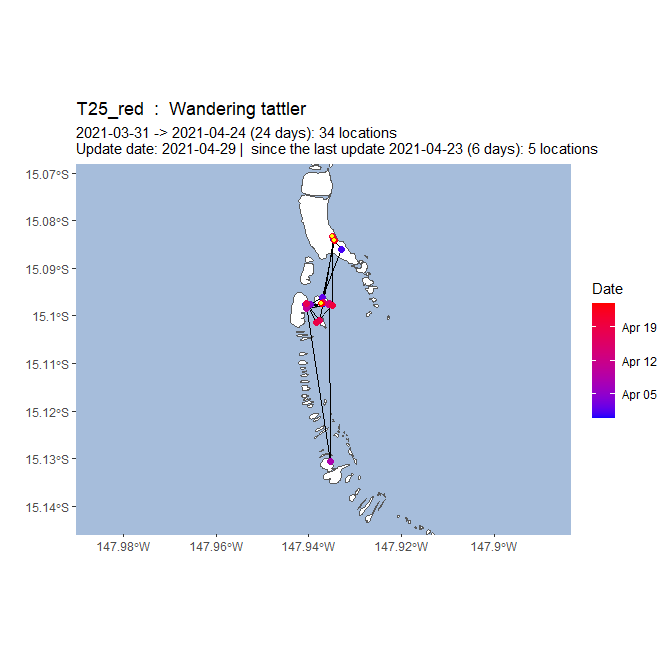 T25_red  :  Wandering tattler
2021-03-31 -> 2021-04-24 (24 days): 34 locations
Update date: 2021-04-29 |  since the last update 2021-04-23 (6 days): 5 locations
15.07°S
15.08°S
15.09°S
15.1°S
15.11°S
15.12°S
15.13°S
15.14°S
147.98°W
147.96°W
147.94°W
147.92°W
147.9°W
Date
Apr 19
Apr 12
Apr 05